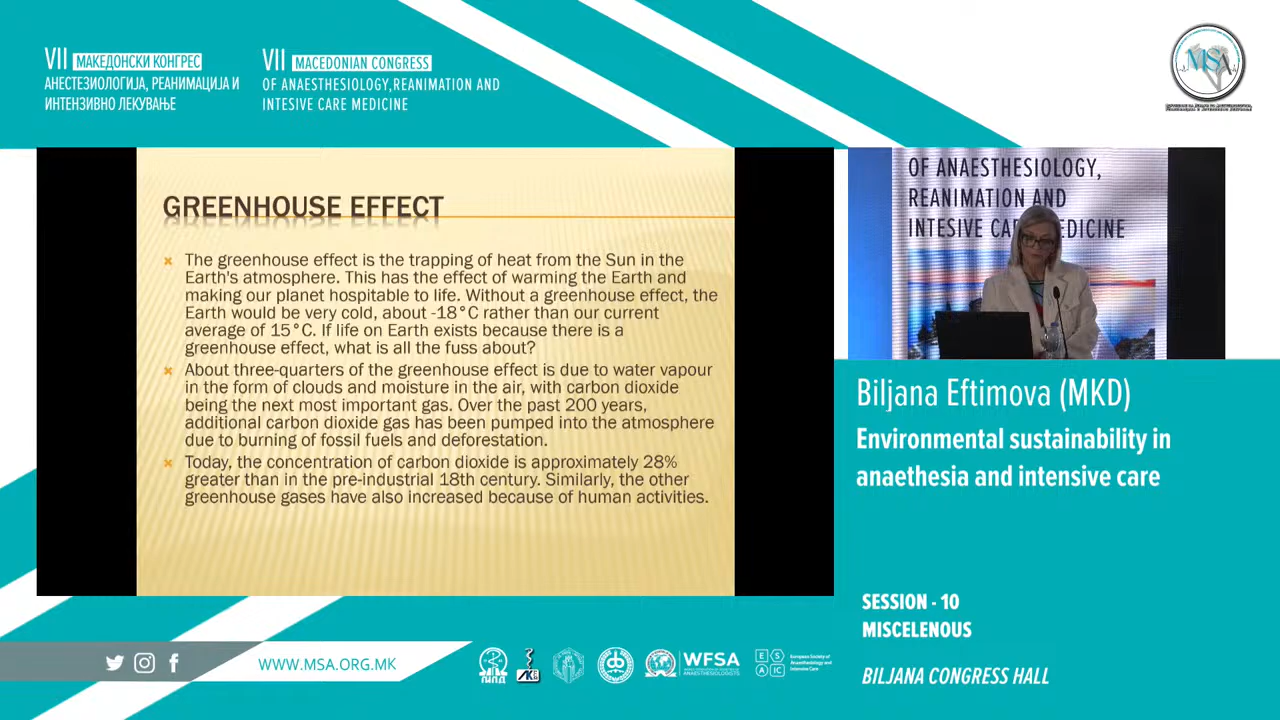 VII МАКЕДОНСКИ КОНГРЕС
АНЕСТЕЗИОЛОГИЈА, РЕАНИМАЦИЈА И
ИНТЕНЗИВНО ЛЕКУВАЊЕ
VII MACEDONIAN CONGRESS
OF ANAESTHESIOLOGY,REANIMATION AND
INTESIVE CARE MEDICINE
MSA
GREENHOUSE EFFECT
The greenhouse effect is the trapping of heat from the Sun in the
Earth's atmosphere. This has the effect of warming the Earth and
making our planet hospitable to life. Without a greenhouse effect, the
Earth would be very cold, about -18°C rather than our current
average of 15°C. If life on Earth exists because there is a
greenhouse effect, what is all the fuss about?
About three-quarters of the greenhouse effect is due to water vapour
in the form of clouds and moisture in the air, with carbon dioxide
being the next most important gas. Over the past 200 years,
additional carbon dioxide gas has been pumped into the atmosphere
due to burning of fossil fuels and deforestation.
Today, the concentration of carbon dioxide is approximately 28%
greater than in the pre-industrial 18th century. Similarly, the other
greenhouse gases have also increased because of human activities.
OF ANAESTHESIOLOGY,
REANIMATION AND
INTESIVE CA EDICINE
Biljana Eftimova (MKD)
Environmental sustainability in
anaethesia and intensive care
SESSION - 10
MISCELENOUS
BILJANA CONGRESS HALL
WWW.MSA.ORG.MK
WFSA
ESAIC
European Society of
Anaesthesiology and
Intensive Care